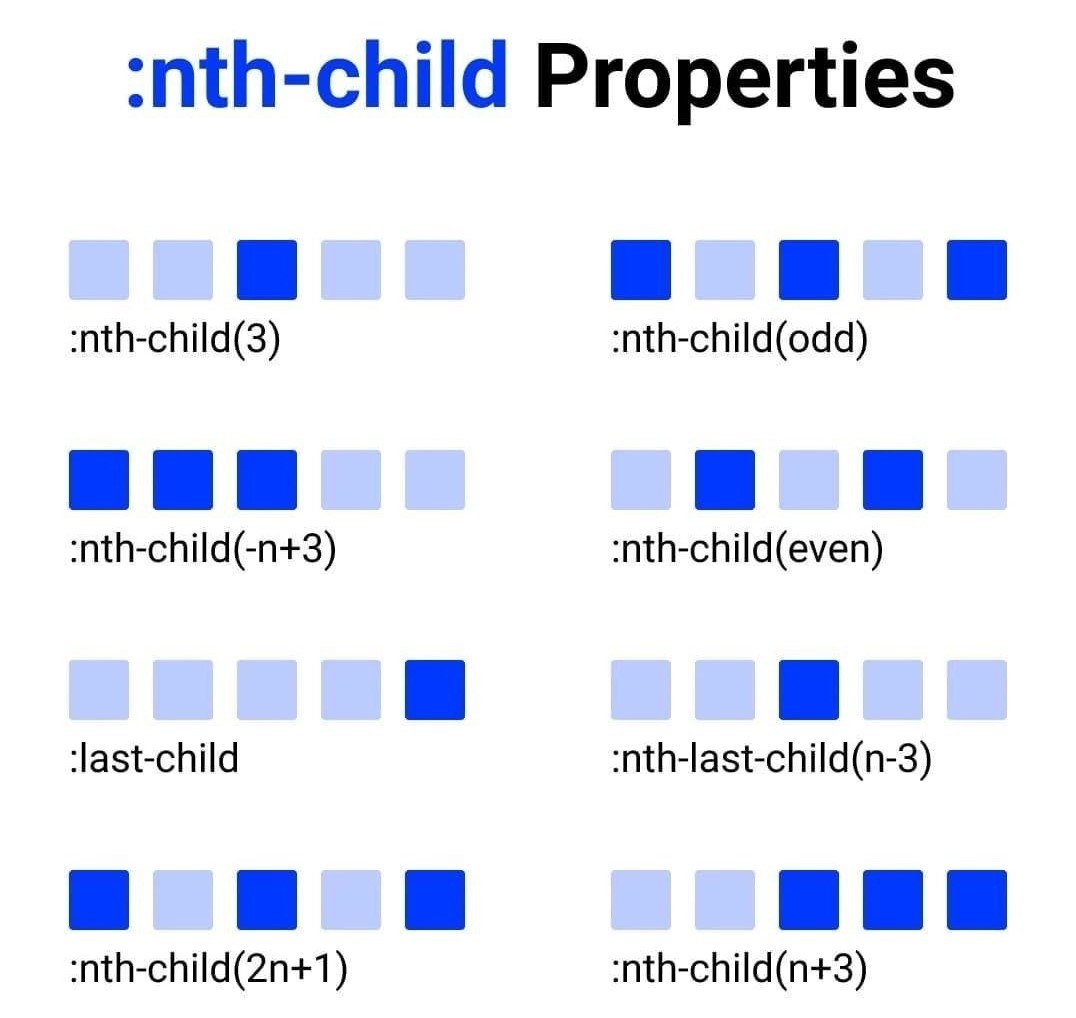 :nth-child Properties
:nth-child(3)
:nth-child(odd)
:nth-child(-n+3)
:nth-child(even)
:last-child
:nth-last-child(n-3)
:nth-child(2n+1)
:nth-child(n+3)